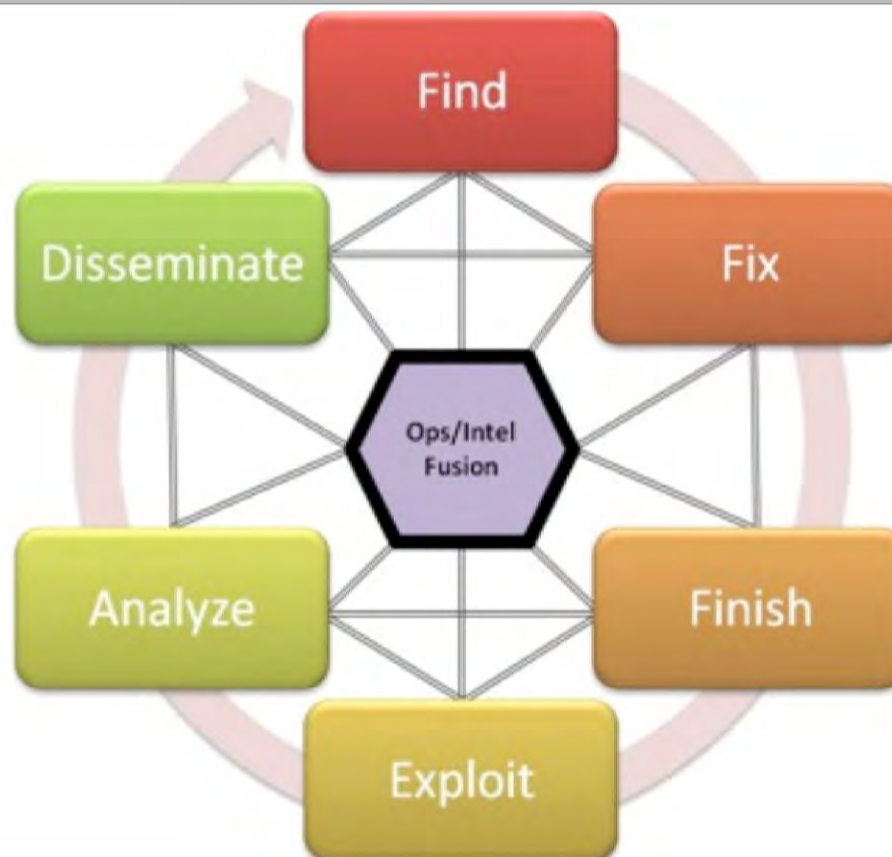 Find
Fix
Finish
Exploit
Analyze
Disseminate
Ops/Intel
Fusion